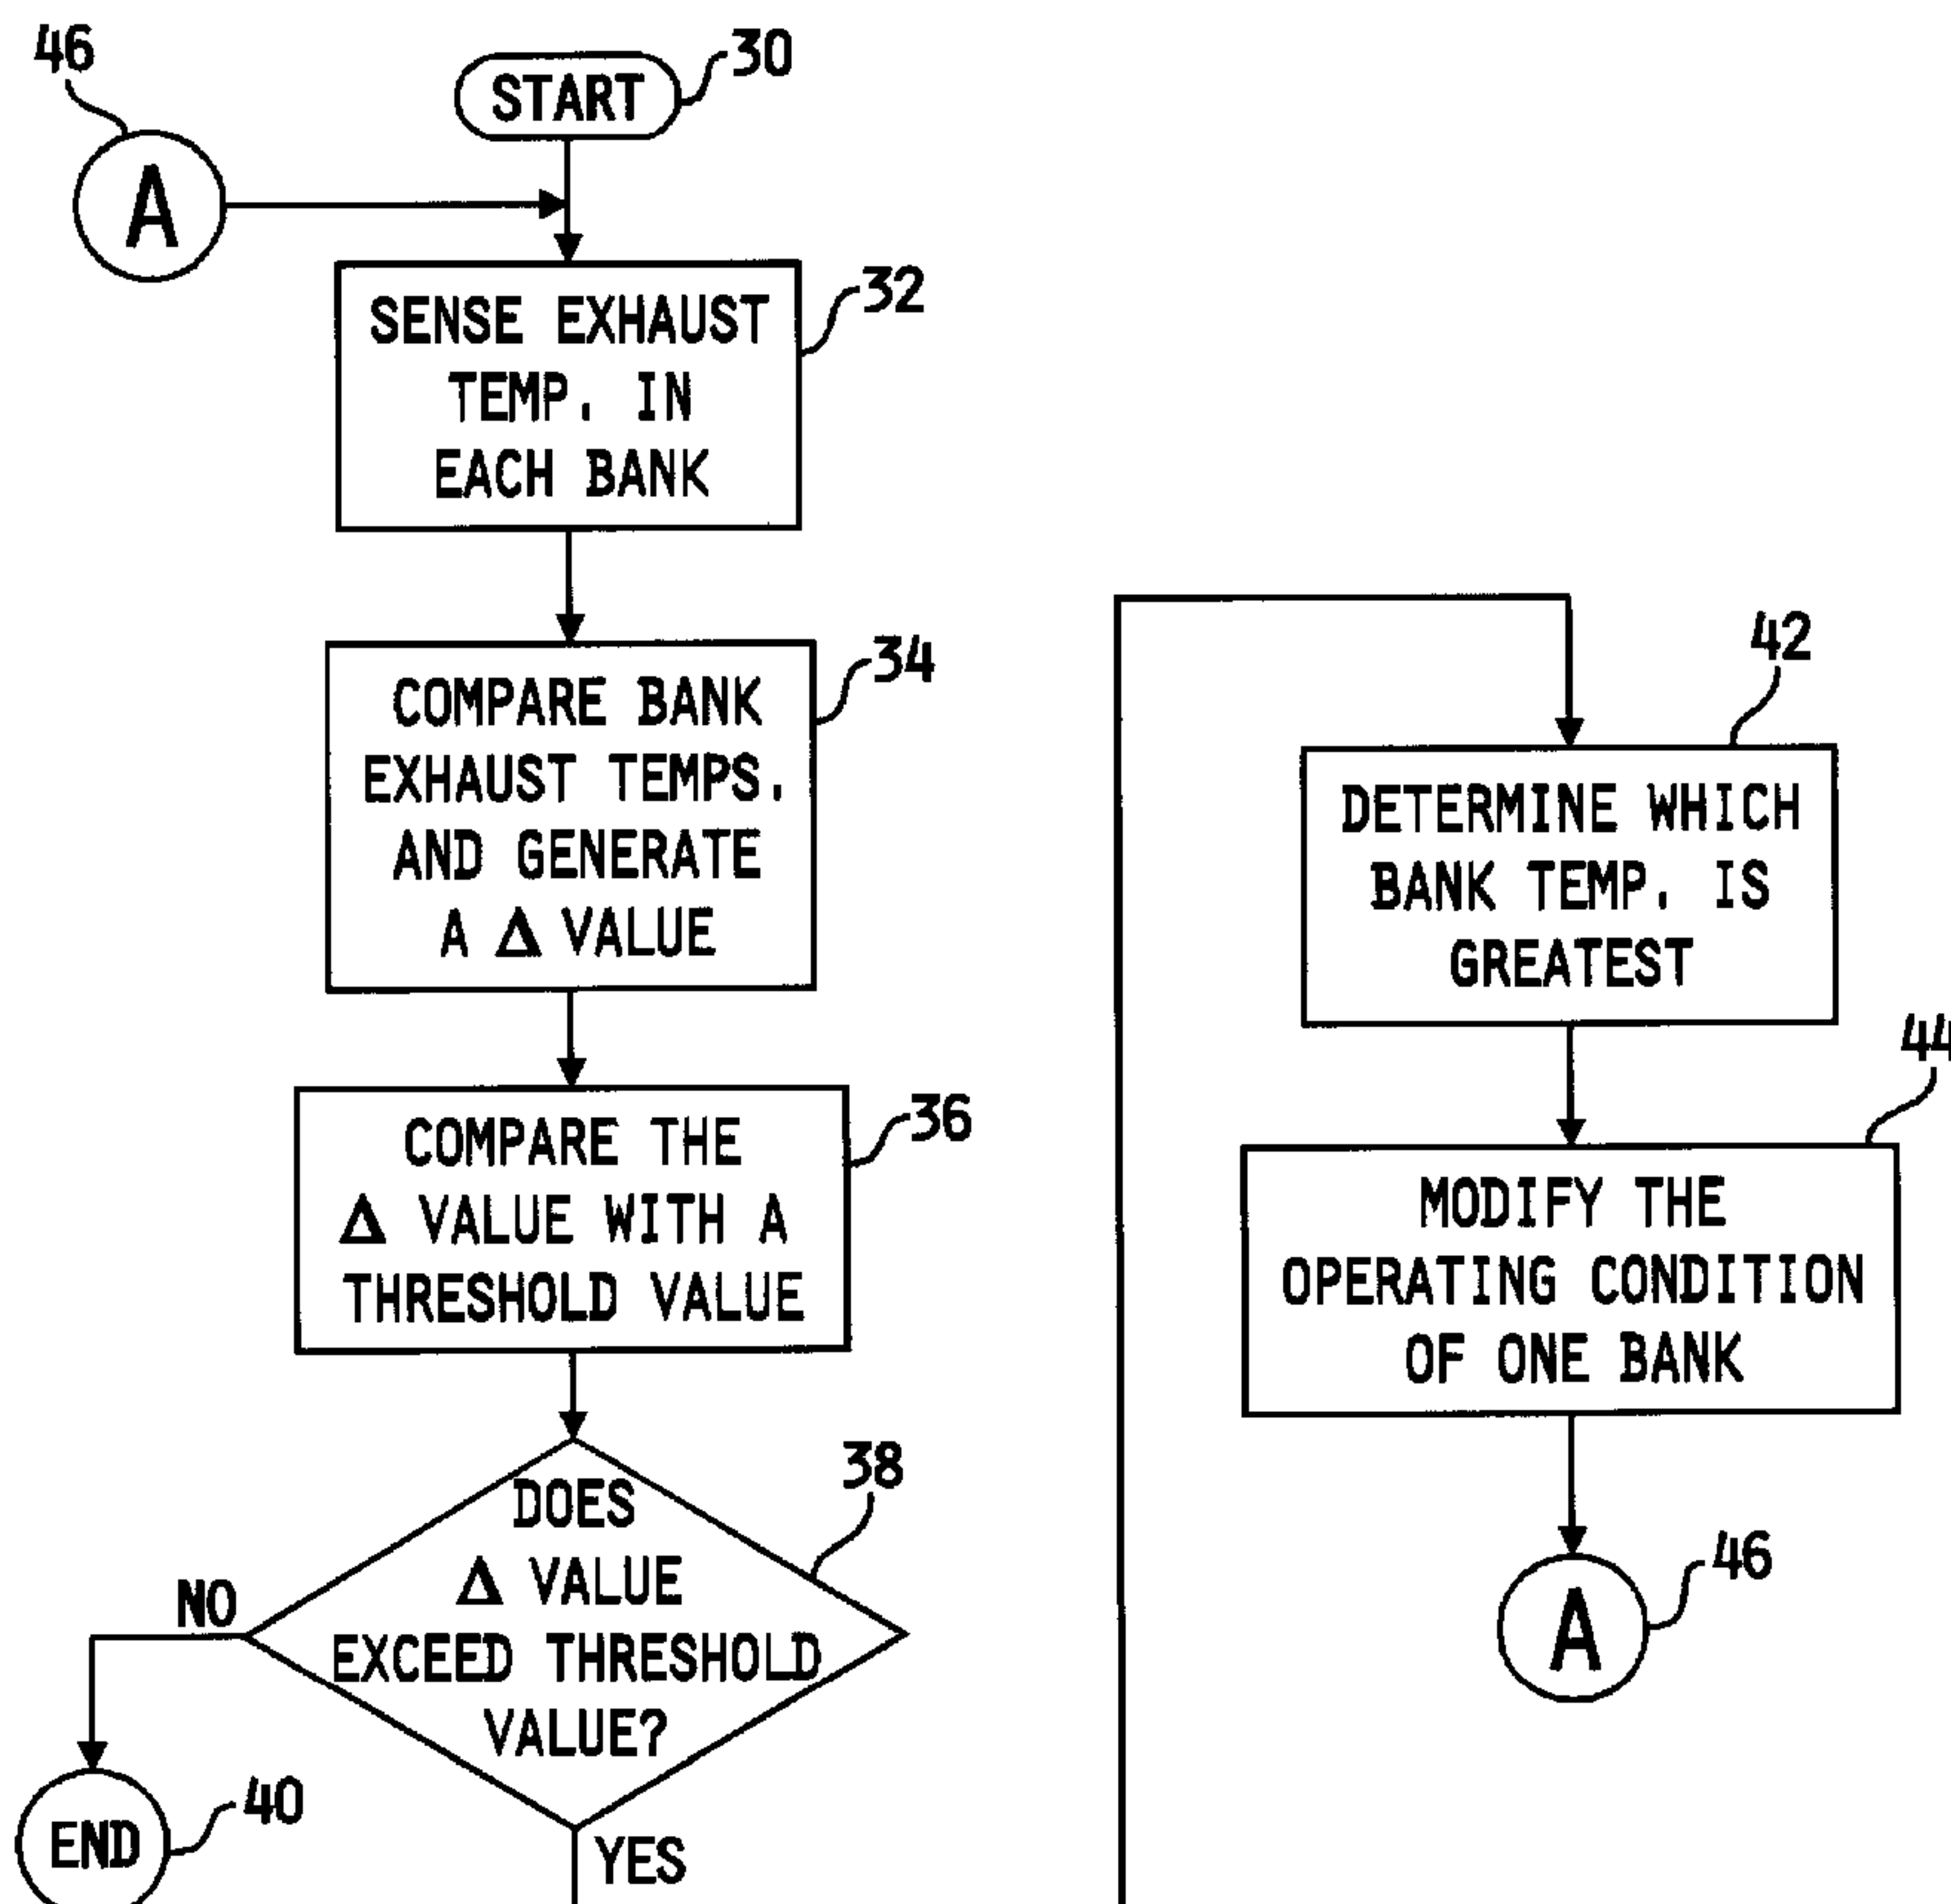 46
START
30
A
SENSE EXHAUST
TEMP. IN
EACH BANK
32
COMPARE BANK
EXHAUST TEMPS.
AND GENERATE
A Δ VALUE
34
COMPARE THE
Δ VALUE WITH A
THRESHOLD VALUE
36
DOES
Δ VALUE
EXCEED THRESHOLD
VALUE?
38
NO
END
40
YES
42
DETERMINE WHICH
BANK TEMP. IS
GREATEST
44
MODIFY THE
OPERATING CONDITION
OF ONE BANK
A
46